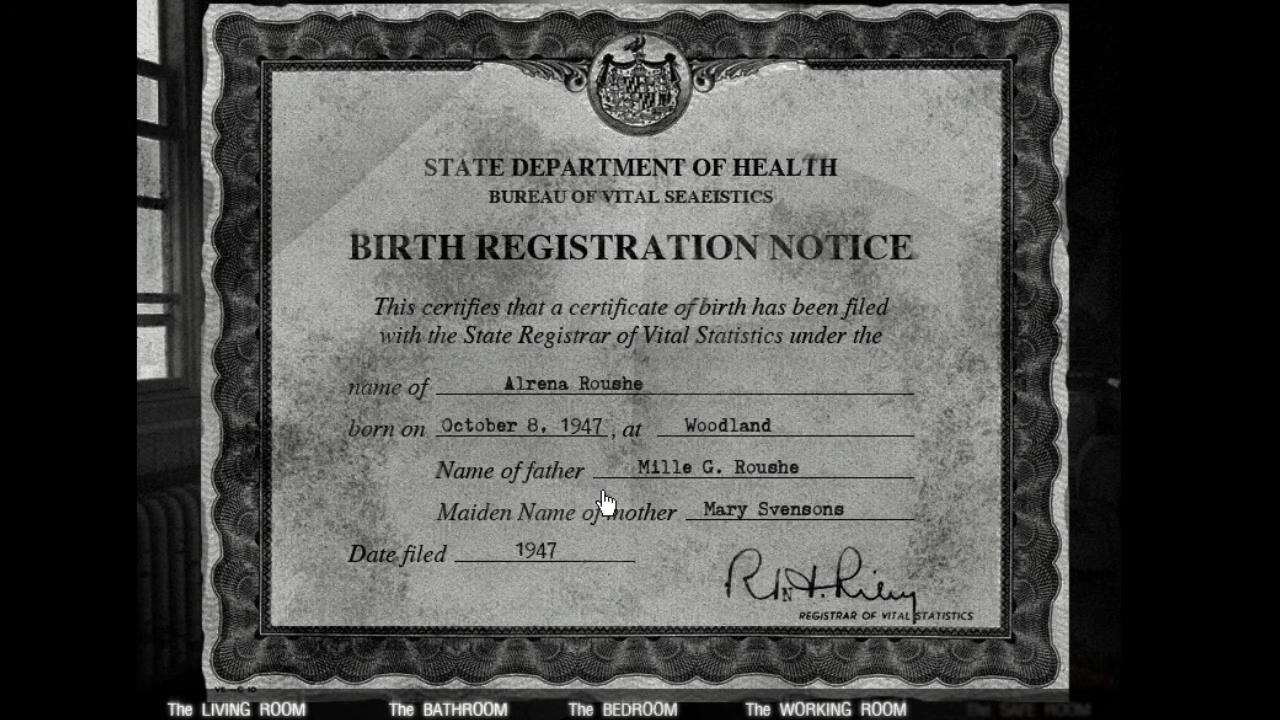 STATE DEPARTMENT OF HEALTH
BUREAU OF VITAL SEAEISTICS
BIRTH REGISTRATION NOTICE
This certifies that a certificate of birth has been filed
with the State Registrar of Vital Statistics under the
name of Alrena Roushe
born on October 8, 1947, at Woodland
Name of father Mille G. Roushe
Maiden Name of mother Mary Svensons
Date filed 1947
REGISTRAR OF VITAL STATISTICS
The LIVING ROOM The BATHROOM The BEDROOM The WORKING ROOM The SAFE ROOM